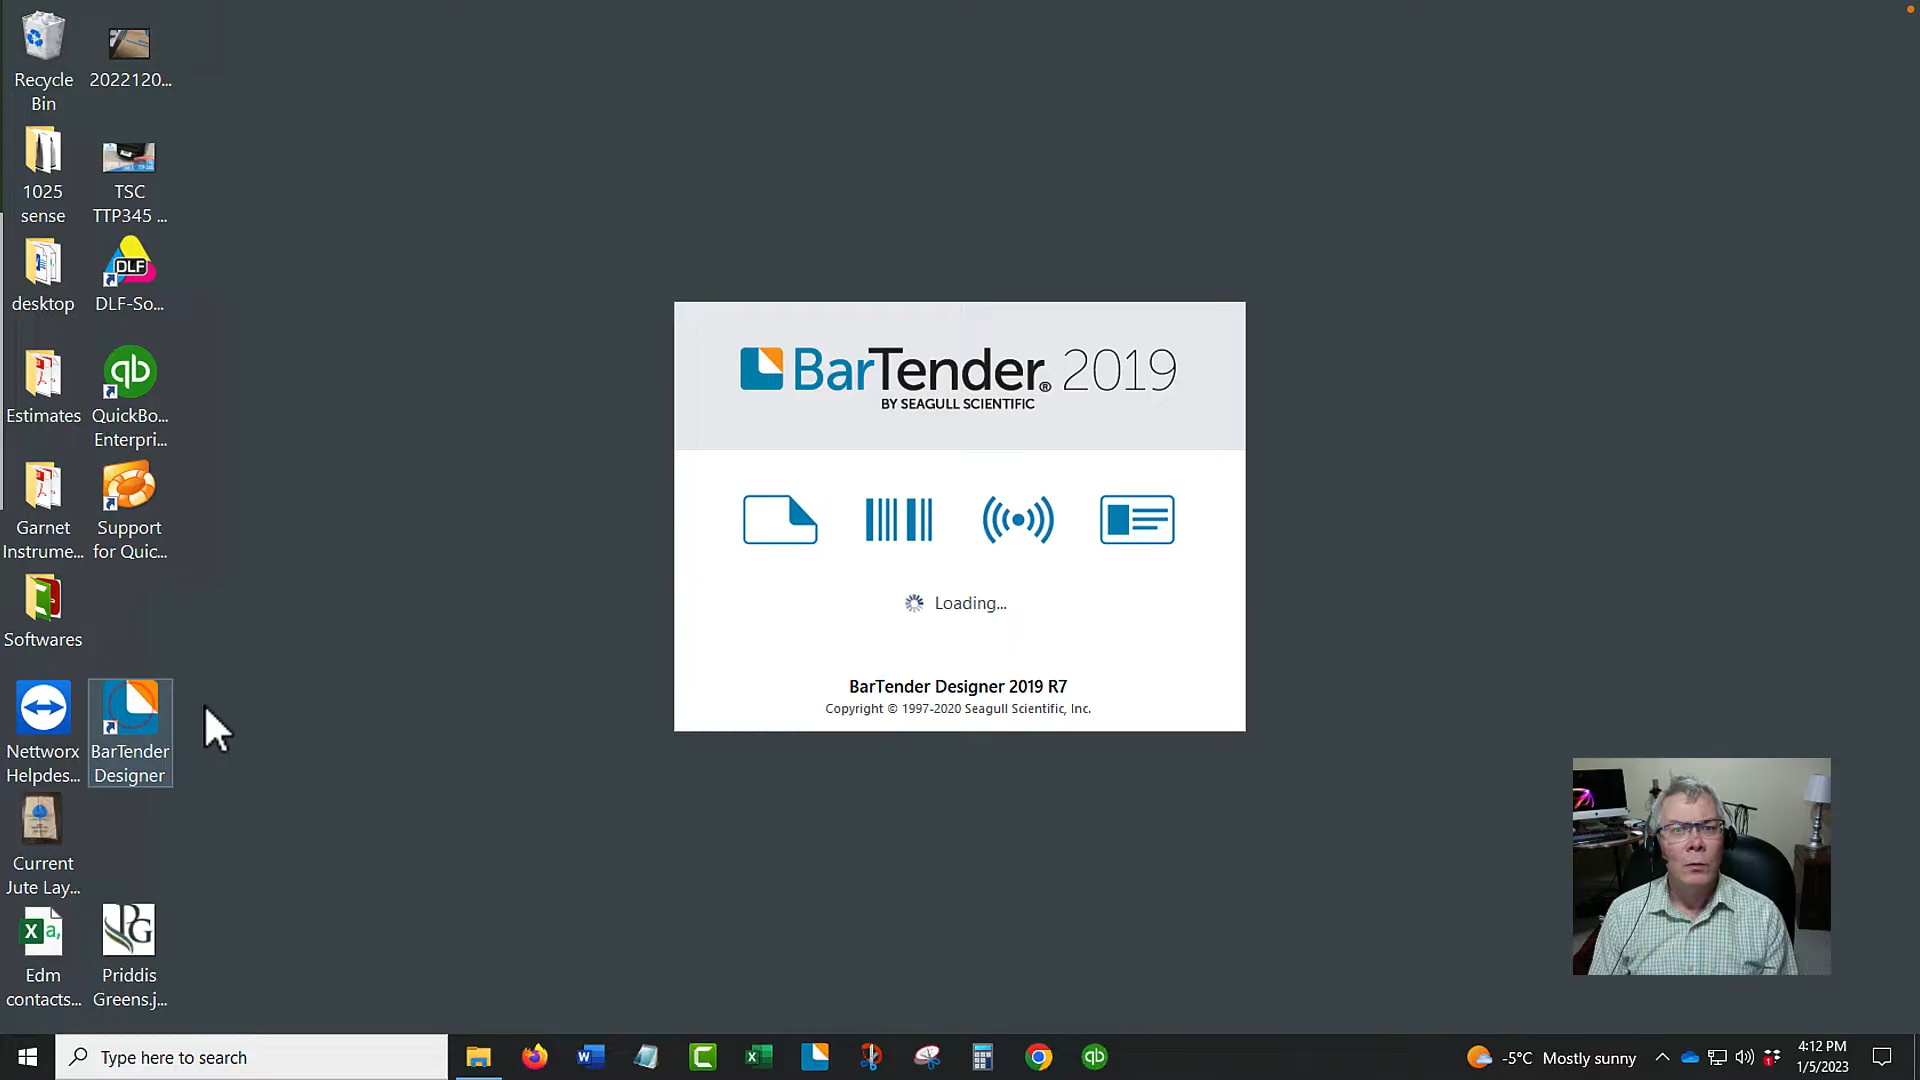 Recycle
Bin
2022120...
1025
sense
TSC
TTP345 ...
desktop
DLF
DLF-So...
Estimates
qb
QuickBo...
Enterpri...
Garnet
Instrume...
Support
for Quic...
Softwares
Nettworx
Helpdes...
BarTender
Designer
Current
Jute Lay...
X a,
Edm
contacts...
PG
Priddis
Greens.j...
BarTender® 2019
BY SEAGULL SCIENTIFIC
Loading...
BarTender Designer 2019 R7
Copyright © 1997-2020 Seagull Scientific, Inc.
Type here to search
-5°C Mostly sunny
4:12 PM
1/5/2023